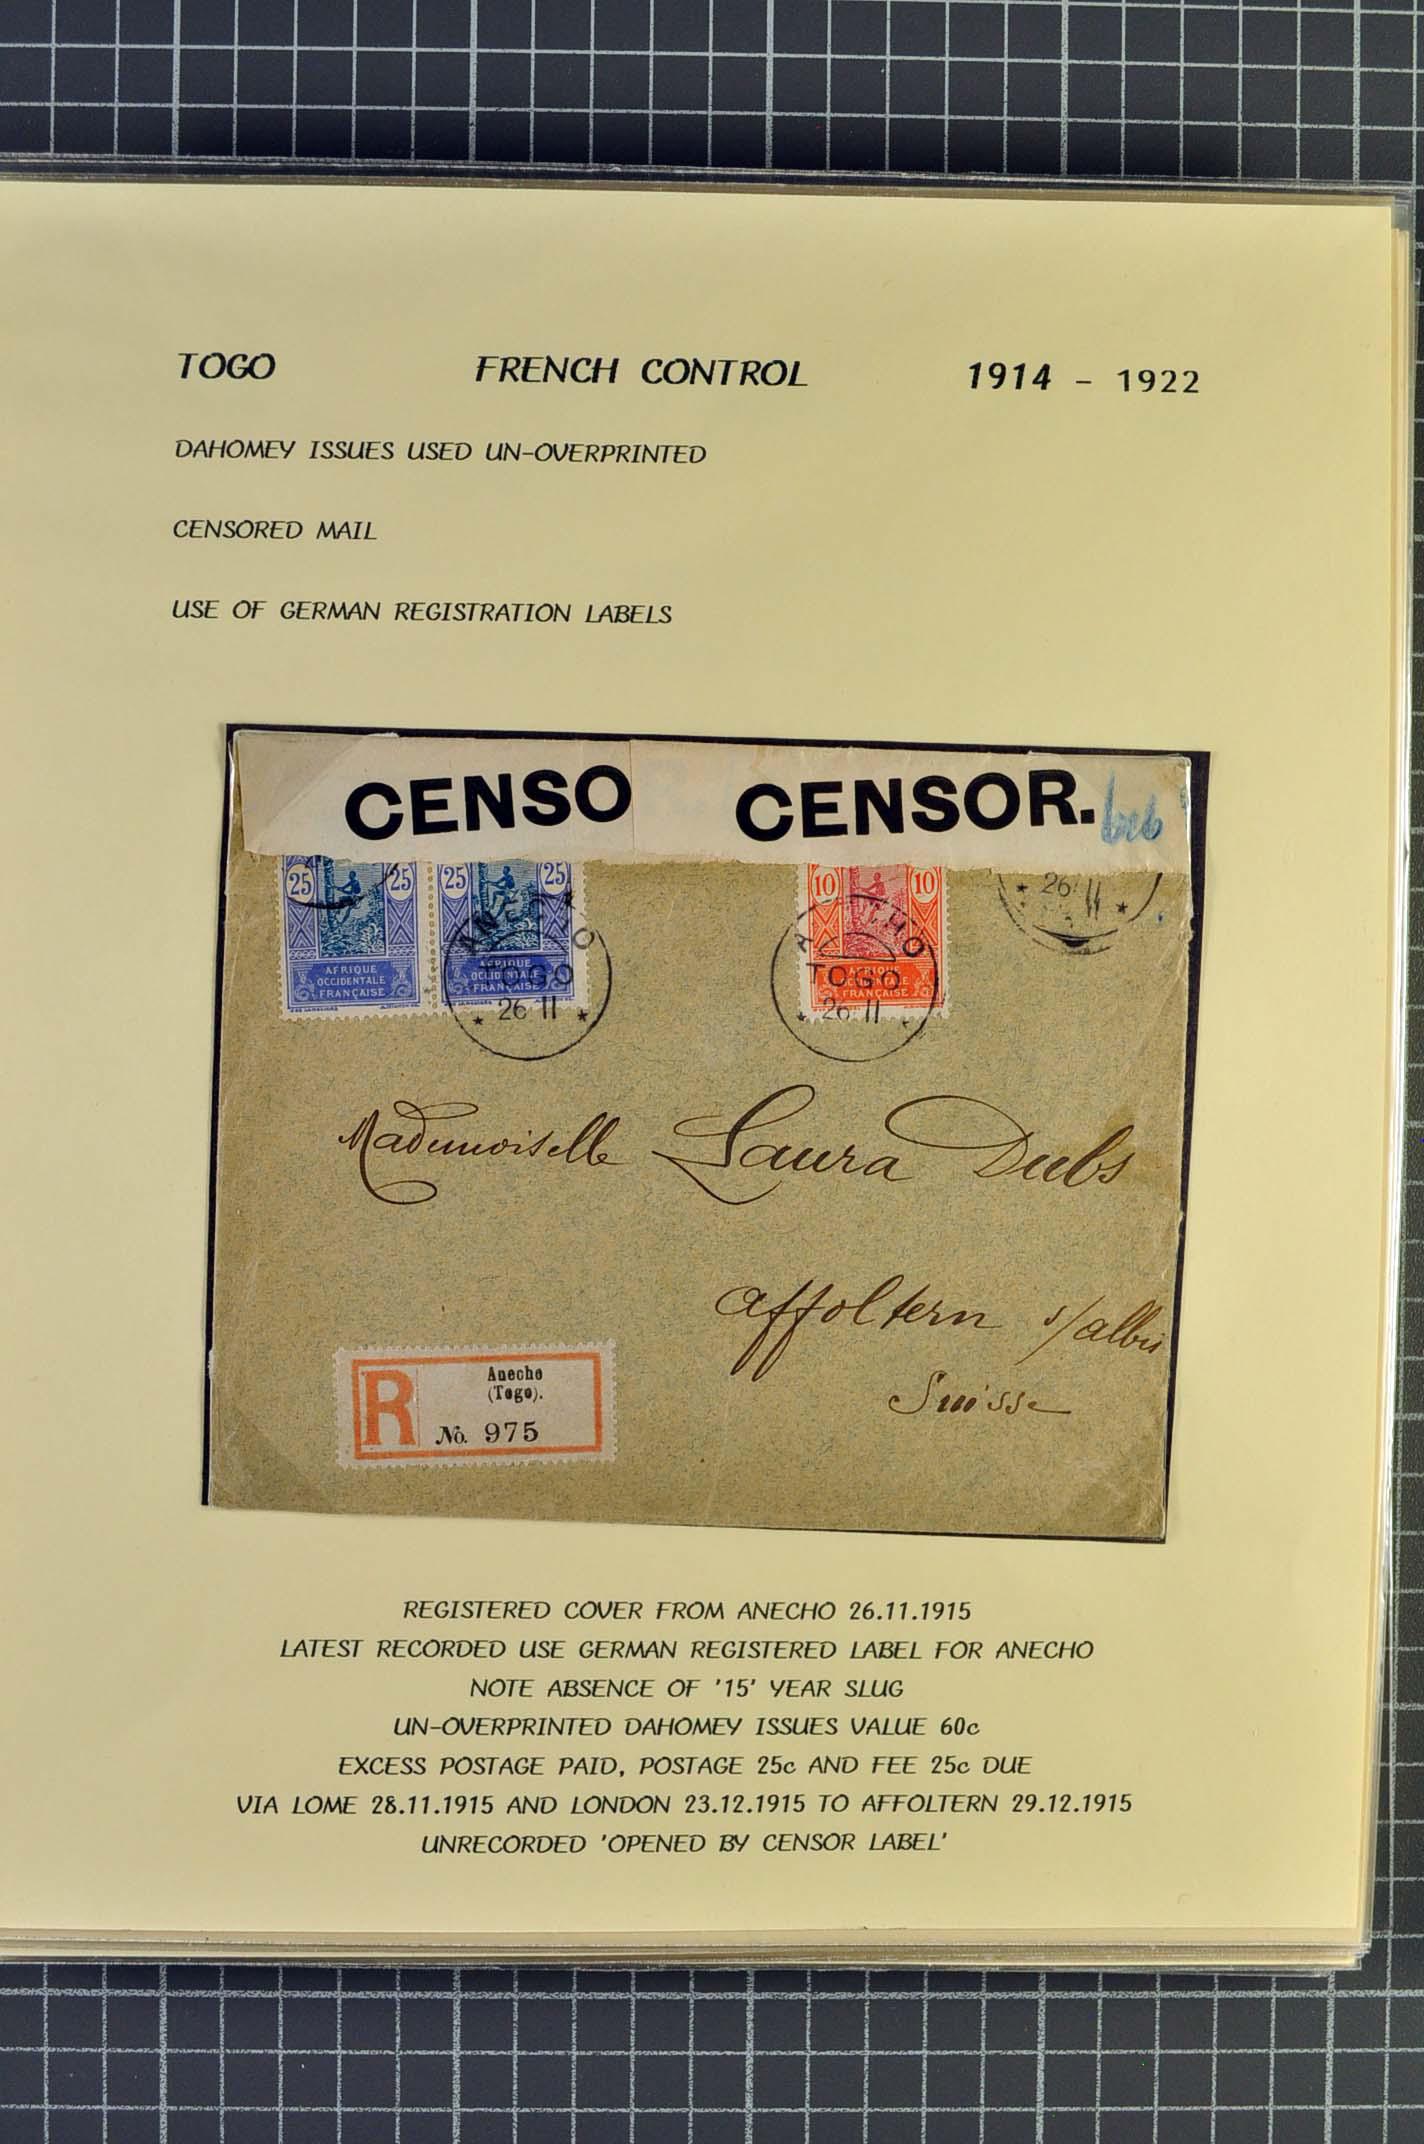 TOGO FRENCH CONTROL 1914 - 1922
DAHOMEY ISSUES USED UN-OVERPRINTED
CENSORED MAIL
USE OF GERMAN REGISTRATION LABELS
CENSO CENSOR.
25 25 25 25 10 10
26 11
ANECHO ANECHO
AFRIQUE OCCIDENTALE FRANÇAISE AFRIQUE OCCIDENTALE FRANÇAISE AFRIQUE OCCIDENTALE FRANÇAISE
TOGO TOGO
* 26 11 * * 26 11 *
Mademoiselle Laura Dubs
Affoltern s/albis
Suisse
R Anecho
(Togo).
No. 975
REGISTERED COVER FROM ANECHO 26.11.1915
LATEST RECORDED USE GERMAN REGISTERED LABEL FOR ANECHO
NOTE ABSENCE OF '15' YEAR SLUG
UN-OVERPRINTED DAHOMEY ISSUES VALUE 60c
EXCESS POSTAGE PAID, POSTAGE 25c AND FEE 25c DUE
VIA LOME 28.11.1915 AND LONDON 23.12.1915 TO AFFOLTERN 29.12.1915
UNRECORDED 'OPENED BY CENSOR LABEL'